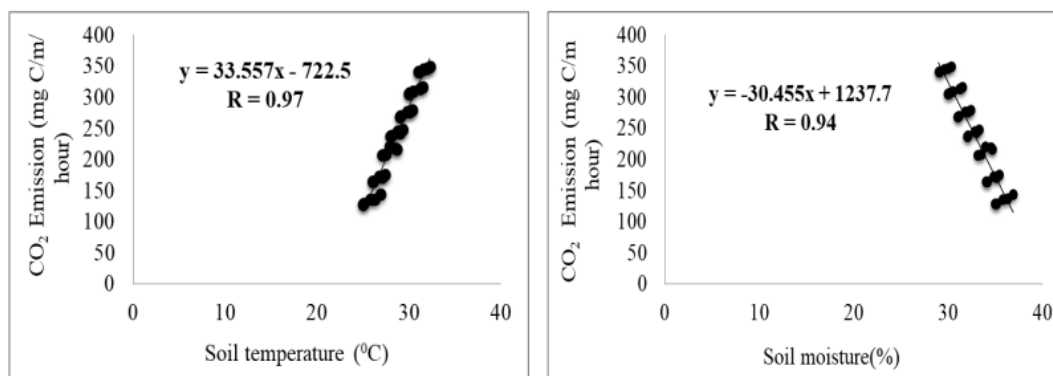 CO₂ Emission (mg C/m/
hour)
400
350
300
250
200
150
100
50
0
y = 33.557x - 722.5
R = 0.97
0 10 20 30 40
Soil temperature (⁰C)
CO₂ Emission (mg C/m/
hour)
400
350
300
250
200
150
100
50
0
y = -30.455x + 1237.7
R = 0.94
0 10 20 30 40
Soil moisture(%)